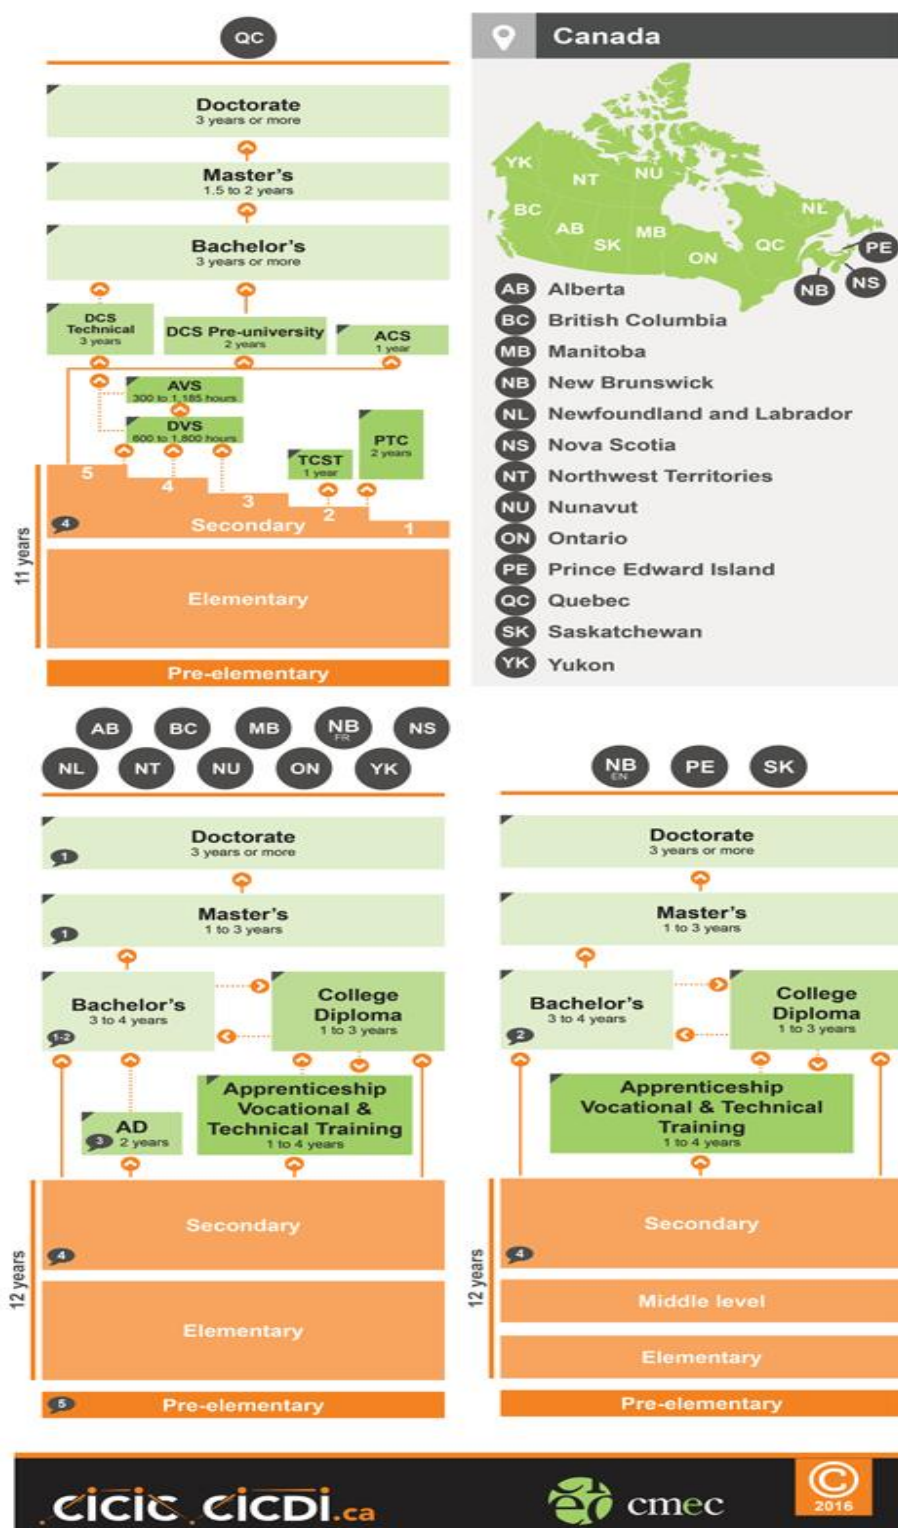 QC
Doctorate
3 years or more
Master's
1.5 to 2 years
Bachelor's
3 years or more
DCS
Technical
3 years
DCS Pre-university
2 years
ACS
1 year
AVS
300 to 1,185 hours
DVS
600 to 1,800 hours
TCST
1 year
PTC
2 years
5
4
3
2
1
4
Secondary
Elementary
11 years
Pre-elementary
Canada
YK
NT
NU
BC
AB
SK
MB
ON
QC
NL
PE
NB
NS
AB Alberta
BC British Columbia
MB Manitoba
NB New Brunswick
NL Newfoundland and Labrador
NS Nova Scotia
NT Northwest Territories
NU Nunavut
ON Ontario
PE Prince Edward Island
QC Quebec
SK Saskatchewan
YK Yukon
AB BC MB NB FR NS
NL NT NU ON YK
Doctorate
3 years or more
1
Master's
1 to 3 years
1
Bachelor's
3 to 4 years
1-2
College
Diploma
1 to 3 years
AD
3 2 years
Apprenticeship
Vocational &
Technical Training
1 to 4 years
Secondary
4
Elementary
12 years
5 Pre-elementary
NB EN PE SK
Doctorate
3 years or more
Master's
1 to 3 years
Bachelor's
3 to 4 years
2
College
Diploma
1 to 3 years
Apprenticeship
Vocational & Technical
Training
1 to 4 years
Secondary
4
Middle level
Elementary
12 years
Pre-elementary
.CICIC .CICDI.ca
cmec
©
2016